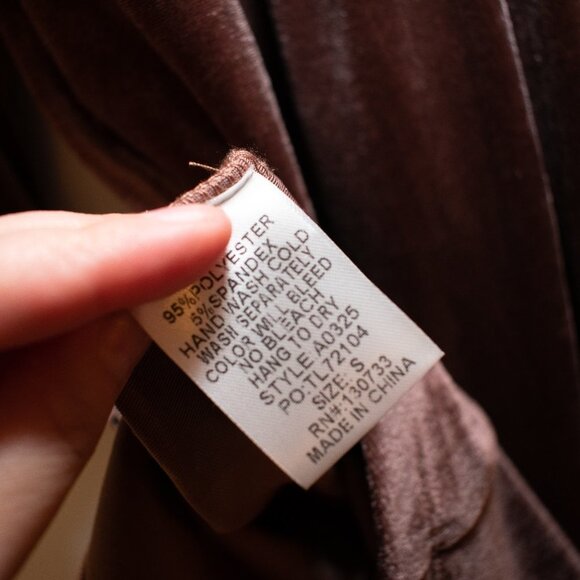 95% POLYESTER
5% SPANDEX
HAND WASH COLD
WASH SEPARATELY
COLOR WILL BLEED
NO BLEACH
HANG TO DRY
STYLE A0325
PO:TL72104
SIZE: S
RN#:130733
MADE IN CHINA